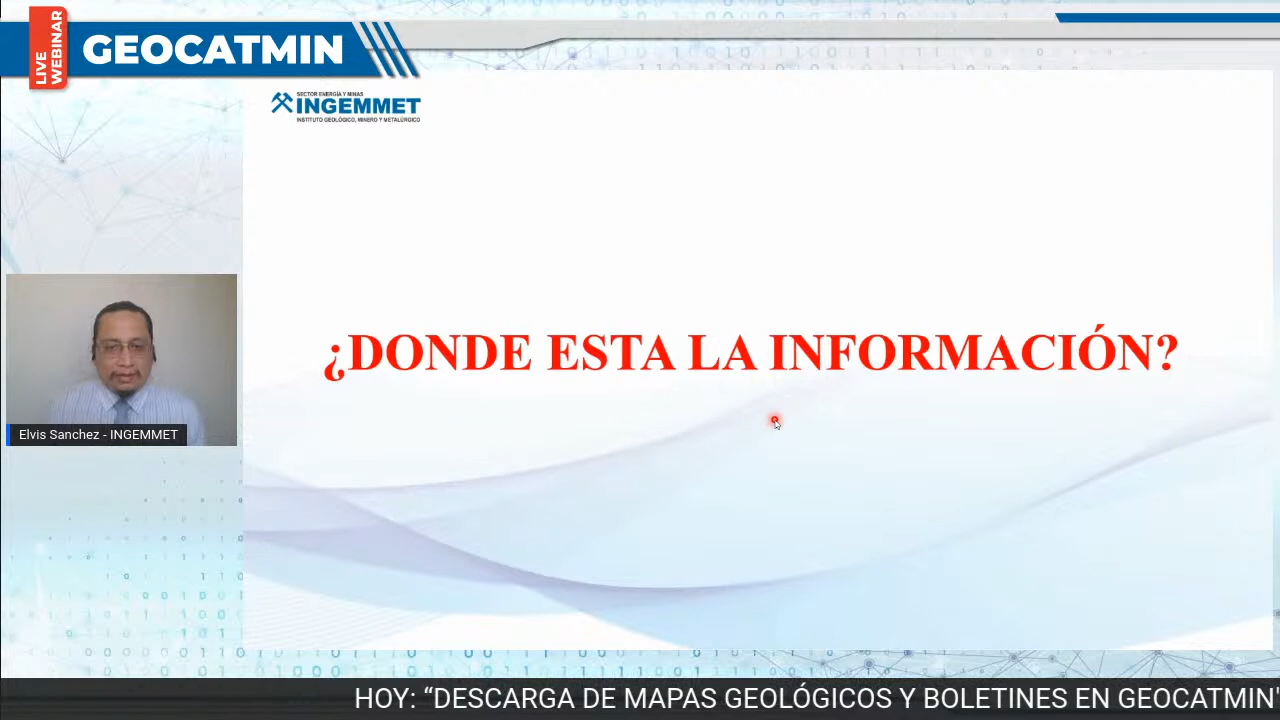 LIVE
WEBINAR
GEOCATMIN
SECTOR ENERGÍA Y MINAS
INGEMMET
INSTITUTO GEOLÓGICO, MINERO Y METALÚRGICO
¿DONDE ESTA LA INFORMACIÓN?
Elvis Sanchez - INGEMMET
HOY: “DESCARGA DE MAPAS GEOLÓGICOS Y BOLETINES EN GEOCATMIN"